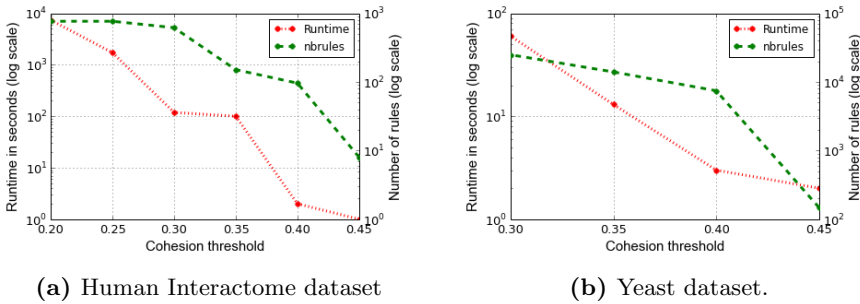 10^4
10^3
10^2
10^1
10^0
Runtime in seconds (log scale)
0.20 0.25 0.30 0.35 0.40 0.45
Cohesion threshold
10^3
10^2
10^1
10^0
Number of rules (log scale)
Runtime
nbrules
(a) Human Interactome dataset
10^2
10^1
10^0
Runtime in seconds (log scale)
0.30 0.35 0.40 0.45
Cohesion threshold
10^5
10^4
10^3
10^2
Number of rules (log scale)
Runtime
nbrules
(b) Yeast dataset.